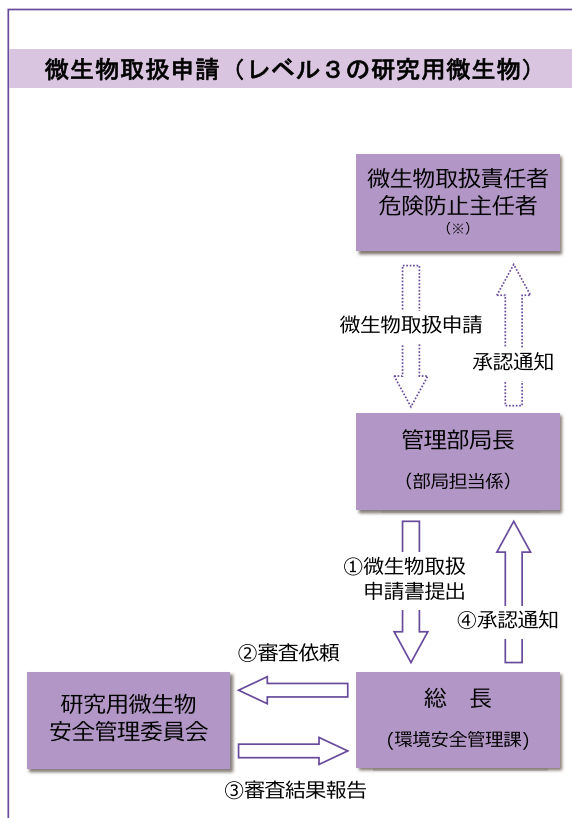 微生物取扱申請（レベル３の研究用微生物）
微生物取扱責任者
危険防止主任者
（※）
微生物取扱申請
承認通知
管理部局長
（部局担当係）
①微生物取扱
申請書提出
④承認通知
②審査依頼
研究用微生物
安全管理委員会
総　長
(環境安全管理課)
③審査結果報告